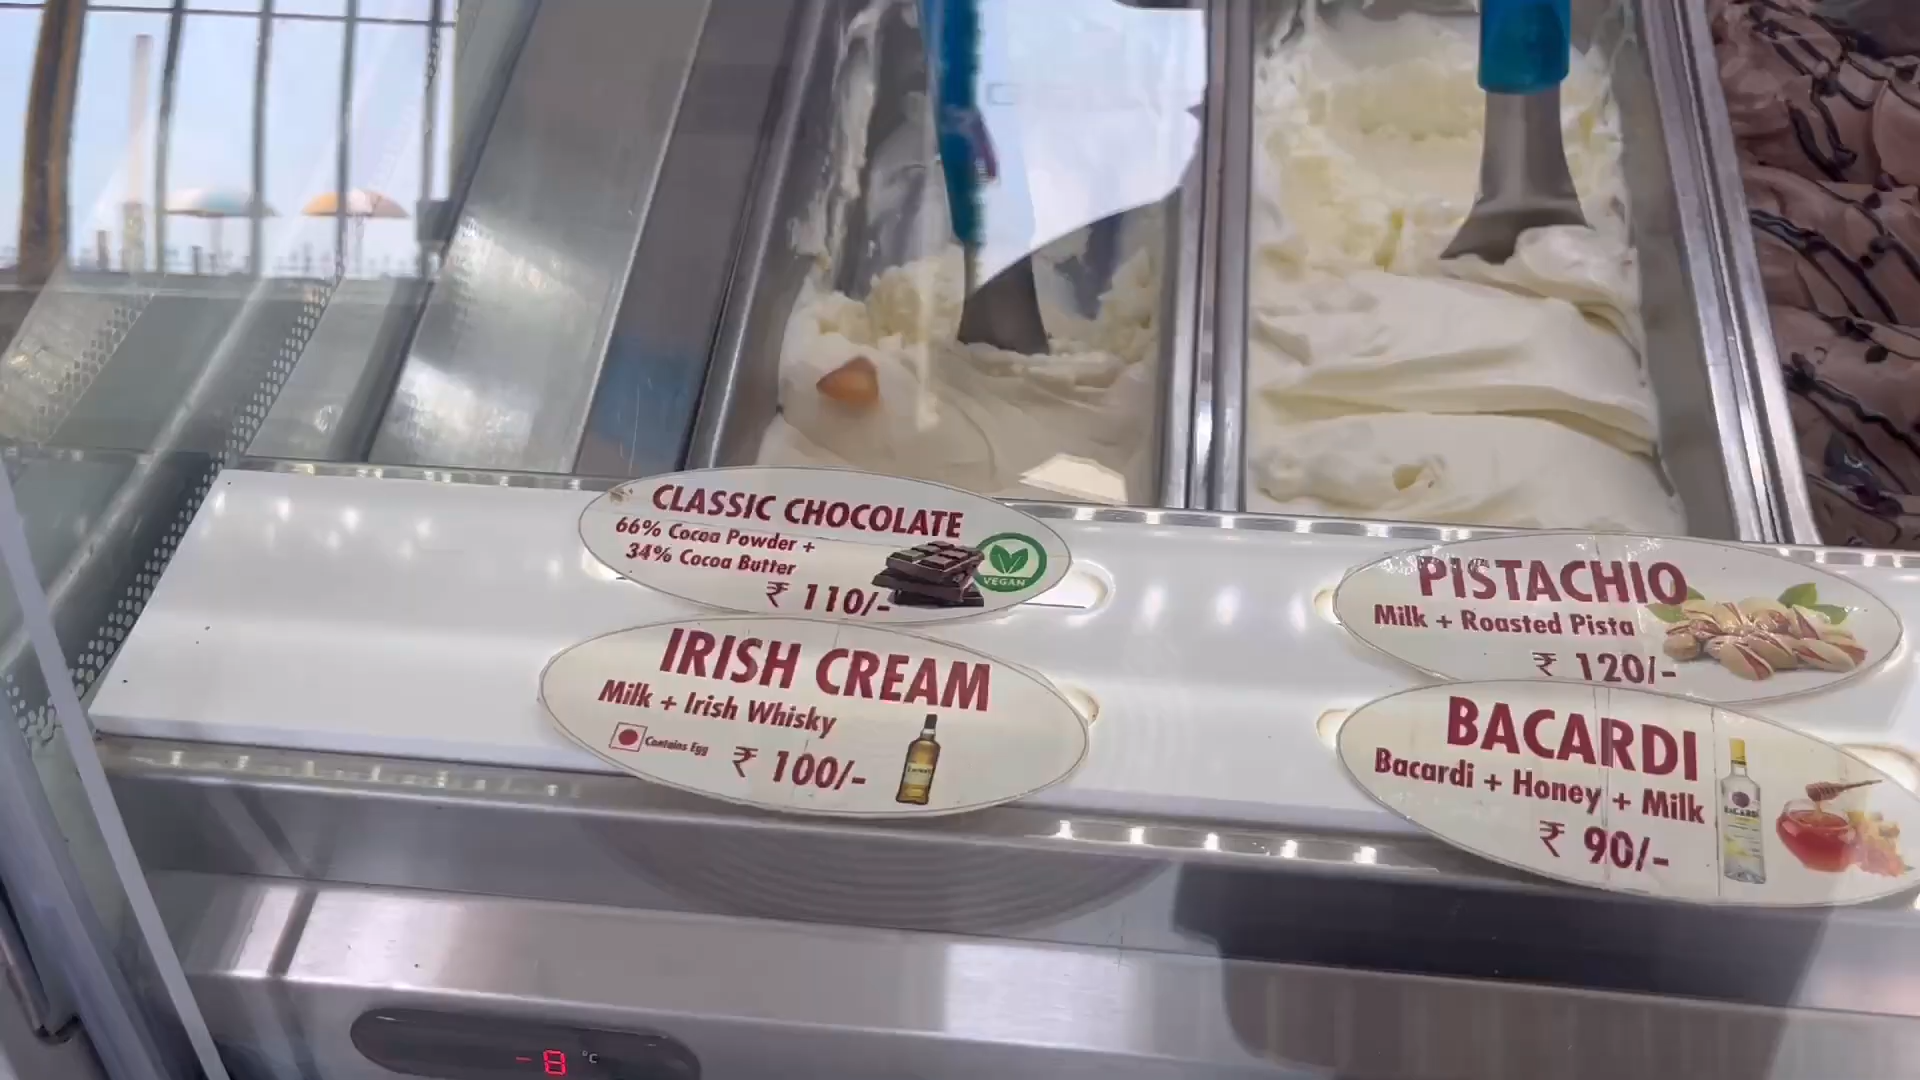 CLASSIC CHOCOLATE
66% Cocoa Powder +
34% Cocoa Butter
₹ 110/-
VEGAN
IRISH CREAM
Milk + Irish Whisky
Contains Egg
₹ 100/-
PISTACHIO
Milk + Roasted Pista
₹ 120/-
BACARDI
Bacardi + Honey + Milk
₹ 90/-
BACARDI
-8 °C